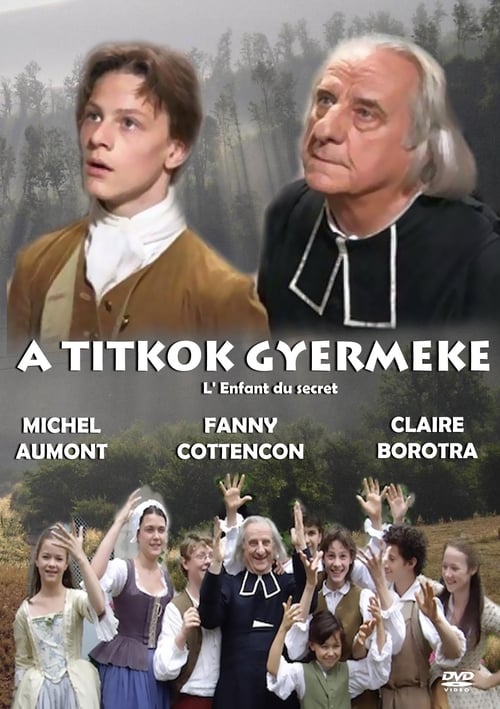 A TITKOK GYERMEKE
L' Enfant du secret
MICHEL AUMONT
FANNY COTTENCON
CLAIRE BOROTRA
DVD
VIDEO